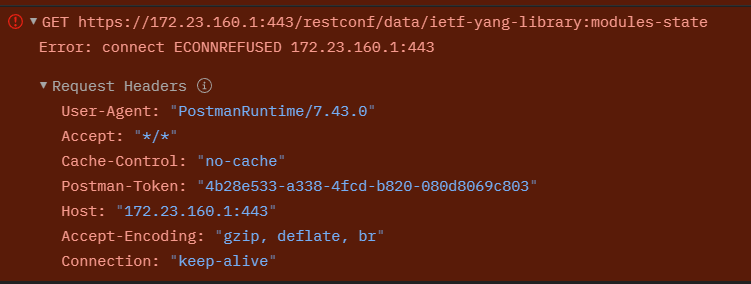 GET https://172.23.160.1:443/restconf/data/ietf-yang-library:modules-state
Error: connect ECONNREFUSED 172.23.160.1:443
Request Headers
User-Agent: "PostmanRuntime/7.43.0"
Accept: "*/*"
Cache-Control: "no-cache"
Postman-Token: "4b28e533-a338-4fcd-b820-080d8069c803"
Host: "172.23.160.1:443"
Accept-Encoding: "gzip, deflate, br"
Connection: "keep-alive"